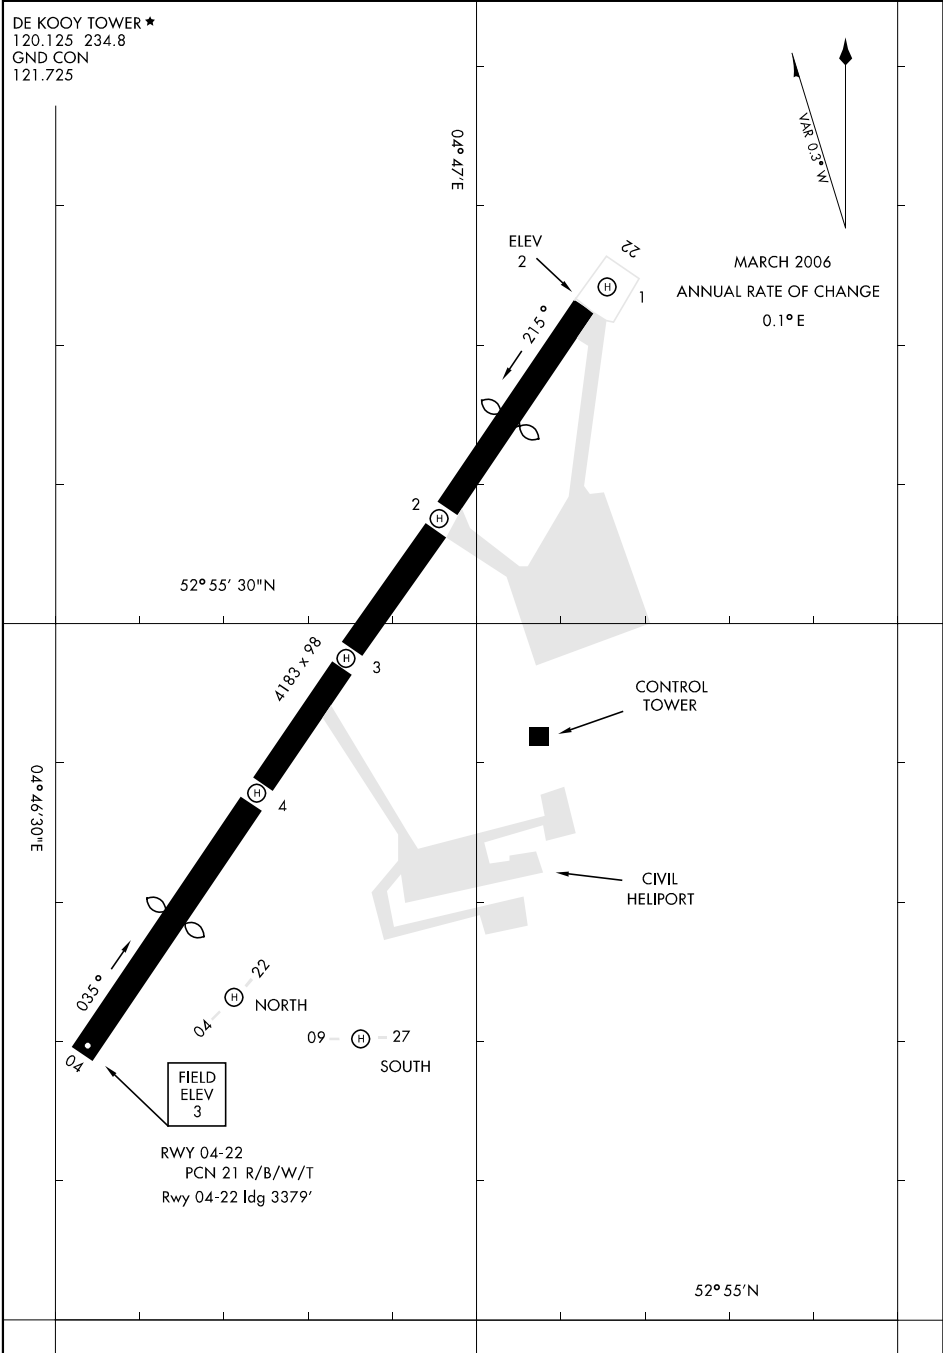 DE KOOY TOWER ★
120.125 234.8
GND CON
121.725
04° 47'E
VAR 0.3° W
MARCH 2006
ANNUAL RATE OF CHANGE
0.1° E
ELEV
2
22
H
1
215°
2
H
52° 55' 30"N
4183 x 98
H
3
CONTROL
TOWER
04° 46'30"E
H
4
CIVIL
HELIPORT
035°
22
H
NORTH
04
09
H
27
SOUTH
04
FIELD
ELEV
3
RWY 04-22
PCN 21 R/B/W/T
Rwy 04-22 ldg 3379'
52° 55'N